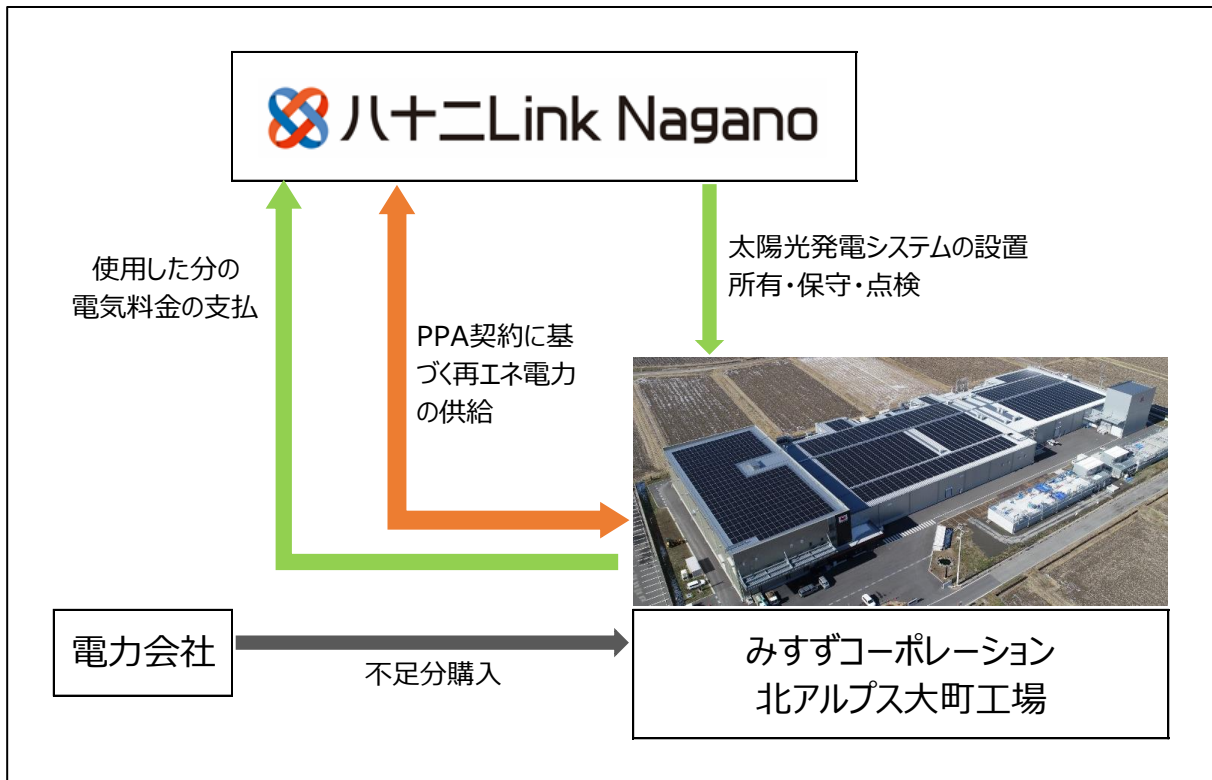 八十二Link Nagano
使用した分の
電気料金の支払
太陽光発電システムの設置
所有・保守・点検
PPA契約に基
づく再エネ電力
の供給
電力会社
不足分購入
みすずコーポレーション
北アルプス大町工場